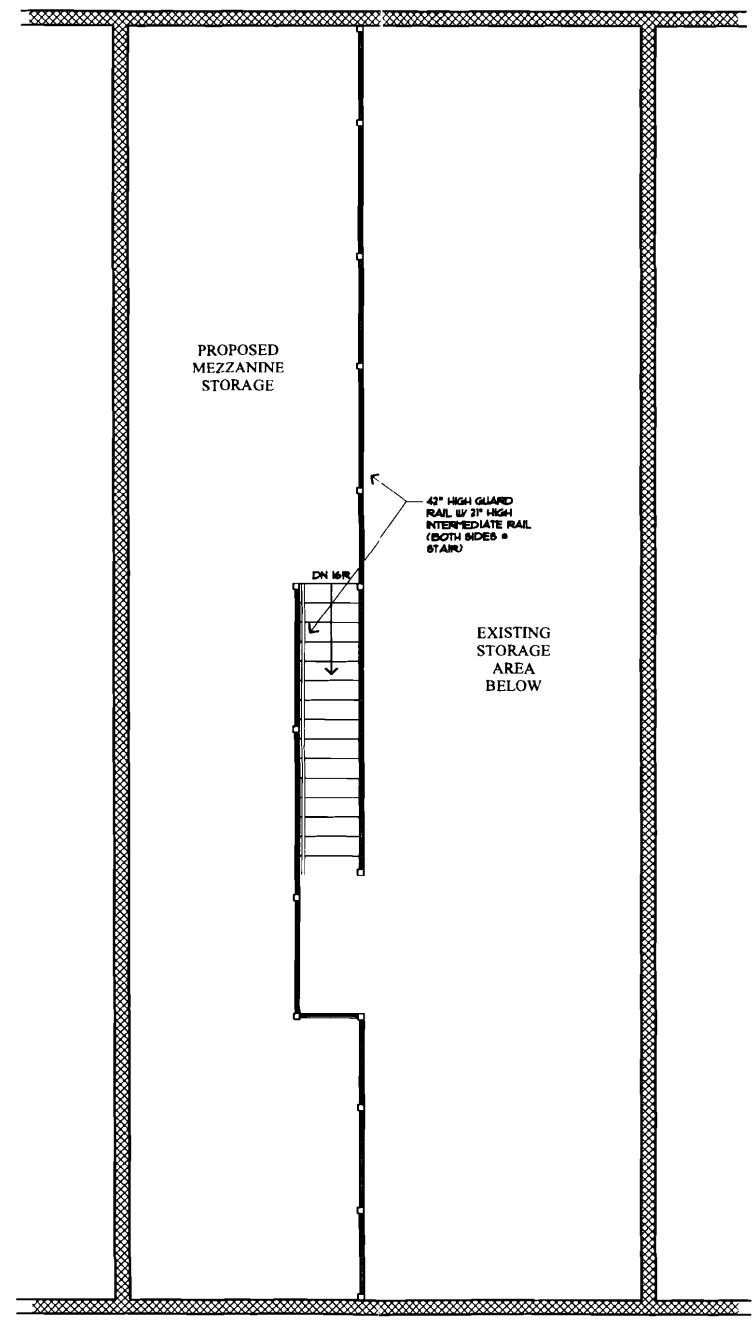 PROPOSED
MEZZANINE
STORAGE
42" HIGH GUARD
RAIL W/ 21" HIGH
INTERMEDIATE RAIL
(BOTH SIDES @
STAIR)
DN 16R
EXISTING
STORAGE
AREA
BELOW